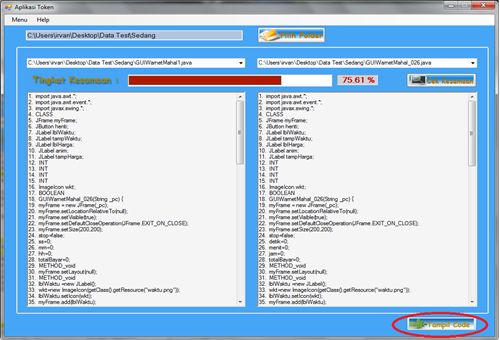 Aplikasi Token
Menu Help
C:\Users\irvan\Desktop\Data Test\Sedang
Pilih Folder
C:\Users\irvan\Desktop\Data Test\Sedang\GUIWarnetMahal1.java
C:\Users\irvan\Desktop\Data Test\Sedang\GUIWarnetMahal_026.java
Tingkat Kesamaan : 75.61 % Cek Kesamaan
1. import java.awt.*;
2. import java.awt.event.*;
3. import javax.swing.*;
4. CLASS
5. JFrame myFrame;
6. JButton henti;
7. JLabel lblWaktu;
8. JLabel tampWaktu;
9. JLabel lblHarga;
10. JLabel anim;
11. JLabel tampHarga;
12. INT
13. INT
14. INT
15. INT
16. ImageIcon wkt;
17. BOOLEAN
18. GUIWarnetMahal_026(String _pc) {
19. myFrame = new JFrame(_pc);
20. myFrame.setLocationRelativeTo(null);
21. myFrame.setVisible(true);
22. myFrame.setDefaultCloseOperation(JFrame.EXIT_ON_CLOSE);
23. myFrame.setSize(200,200);
24. stop=false;
25. ss=0;
26. mm=0;
27. hh=0;
28. totalBayar=0;
29. METHOD_void
30. myFrame.setLayout(null);
31. METHOD_void
32. lblWaktu =new JLabel();
33. wkt=new ImageIcon(getClass().getResource("waktu.png"));
34. lblWaktu.setIcon(wkt);
35. myFrame.add(lblWaktu);
1. import java.awt.*;
2. import java.awt.event.*;
3. import javax.swing.*;
4. CLASS
5. JFrame myFrame;
6. JButton henti;
7. JLabel lblWaktu;
8. JLabel tampWaktu;
9. JLabel lblHarga;
10. JLabel anim;
11. JLabel tampHarga;
12. INT
13. INT
14. INT
15. INT
16. ImageIcon wkt;
17. BOOLEAN
18. GUIWarnetMahal_026(String _pc) {
19. myFrame = new JFrame(_pc);
20. myFrame.setLocationRelativeTo(null);
21. myFrame.setVisible(true);
22. myFrame.setDefaultCloseOperation(JFrame.EXIT_ON_CLOSE);
23. myFrame.setSize(200,200);
24. stop=false;
25. detik=0;
26. menit=0;
27. jam=0;
28. totalBayar=0;
29. METHOD_void
30. myFrame.setLayout(null);
31. METHOD_void
32. lblWaktu =new JLabel();
33. wkt=new ImageIcon(getClass().getResource("waktu.png"));
34. lblWaktu.setIcon(wkt);
35. myFrame.add(lblWaktu);
Tampil Code